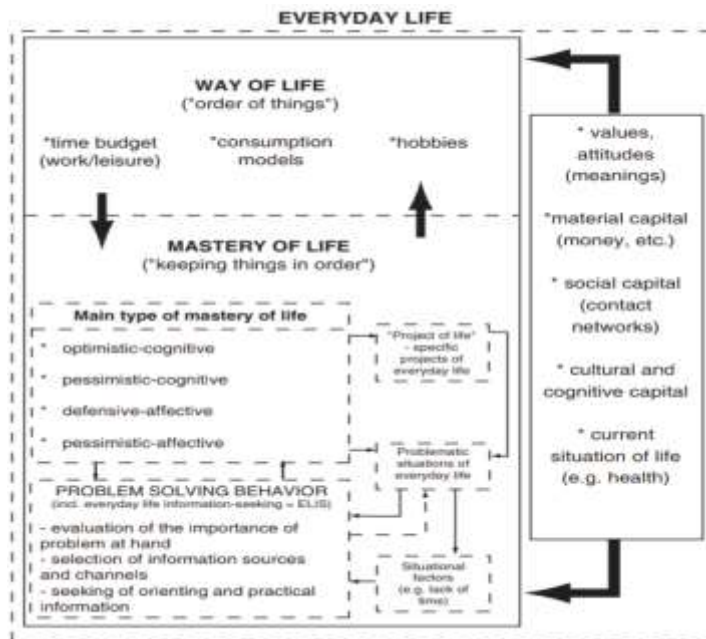 EVERYDAY LIFE
WAY OF LIFE
("order of things")
*time budget
(work/leisure)
*consumption
models
*hobbies
MASTERY OF LIFE
("keeping things in order")
Main type of mastery of life
* optimistic-cognitive
* pessimistic-cognitive
* defensive-affective
* pessimistic-affective
"Project of life"
- specific
projects of
everyday life
Problematic
situations of
everyday life
PROBLEM SOLVING BEHAVIOR
(incl. everyday life information-seeking = ELIS)
- evaluation of the importance of
problem at hand
- selection of information sources
and channels
- seeking of orienting and practical
information
Situational
factors
(e.g. lack of
time)
* values,
attitudes
(meanings)
*material capital
(money, etc.)
* social capital
(contact
networks)
* cultural and
cognitive capital
* current
situation of life
(e.g. health)